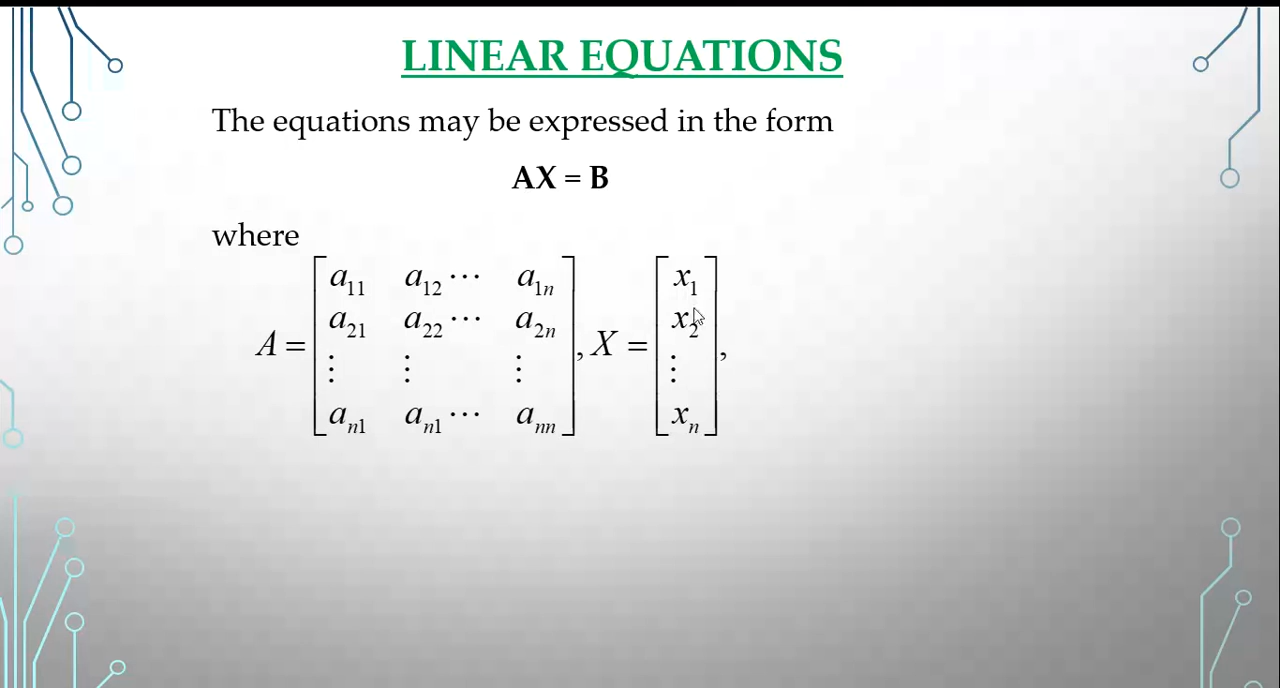 LINEAR EQUATIONS
The equations may be expressed in the form
AX = B
where
A = [a₁₁ a₁₂ ⋯ a₁ₙ
a₂₁ a₂₂ ⋯ a₂ₙ
⋮ ⋮ ⋮
aₙ₁ aₙ₁ ⋯ aₙₙ], X = [x₁
x₂
⋮
xₙ],